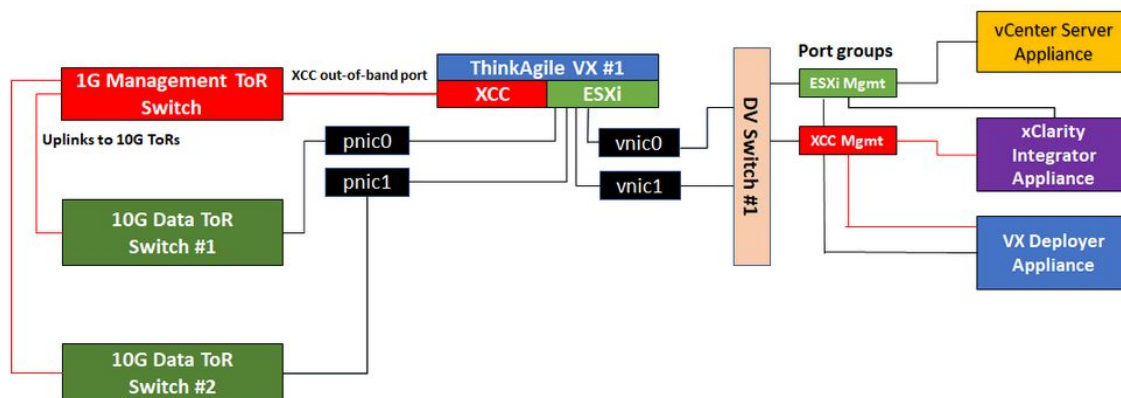 1G Management ToR
Switch
Uplinks to 10G ToRs
10G Data ToR
Switch #1
10G Data ToR
Switch #2
XCC out-of-band port
pnic0
pnic1
ThinkAgile VX #1
XCC
ESXi
vnic0
vnic1
DV Switch #1
Port groups
ESXi Mgmt
XCC Mgmt
vCenter Server
Appliance
xClarity
Integrator
Appliance
VX Deployer
Appliance